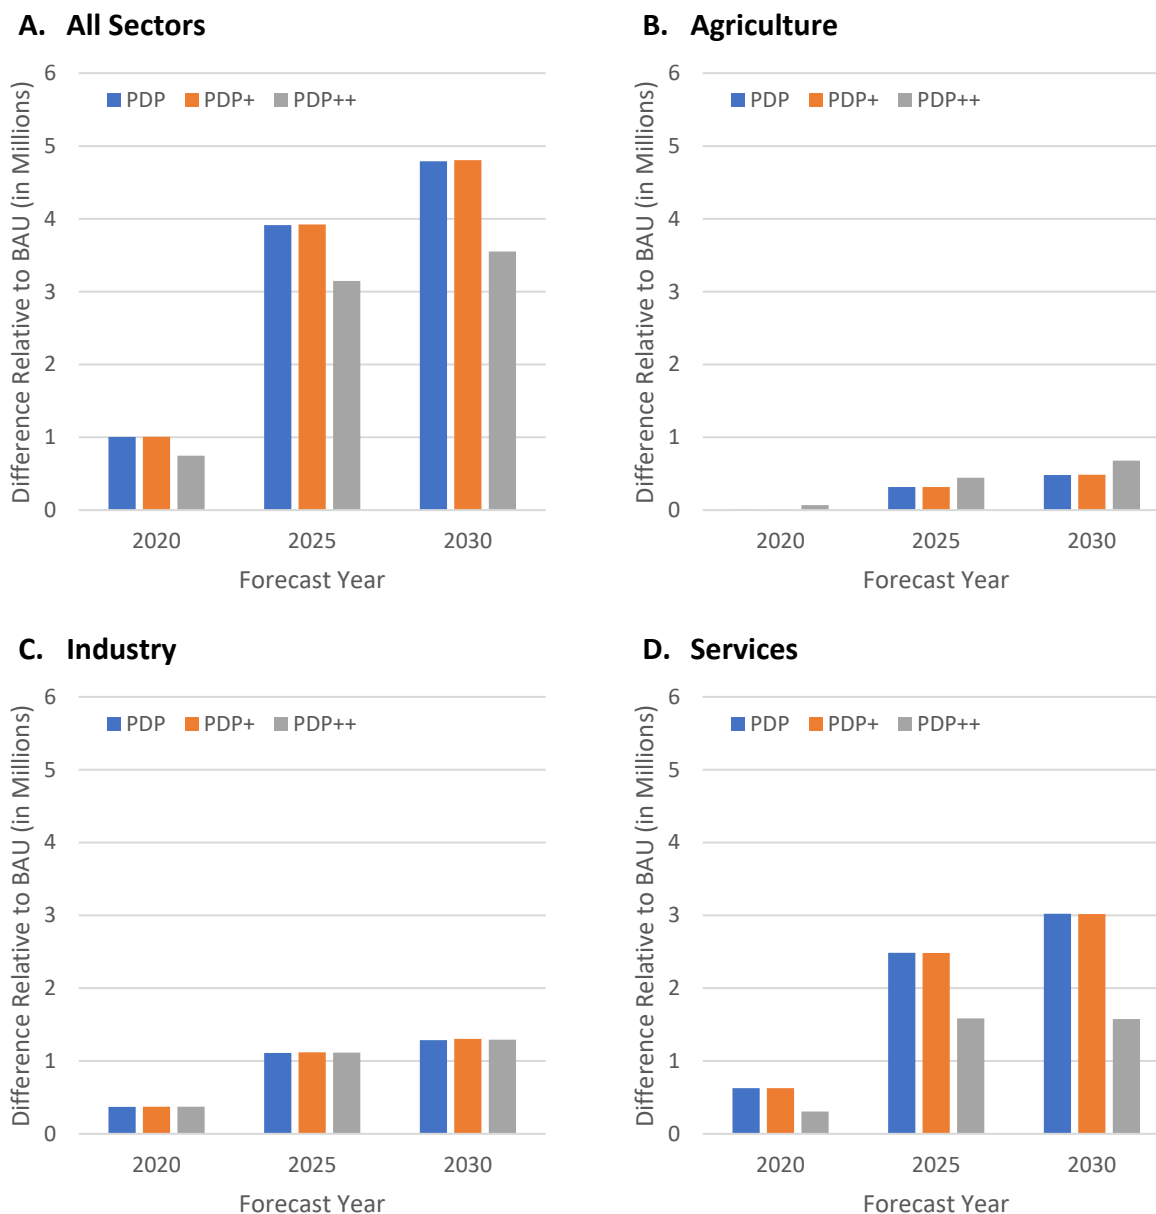 A. All Sectors
Difference Relative to BAU (in Millions)
6
5
4
3
2
1
0
PDP PDP+ PDP++
2020 2025 2030
Forecast Year
B. Agriculture
Difference Relative to BAU (in Millions)
6
5
4
3
2
1
0
PDP PDP+ PDP++
2020 2025 2030
Forecast Year
C. Industry
Difference Relative to BAU (in Millions)
6
5
4
3
2
1
0
PDP PDP+ PDP++
2020 2025 2030
Forecast Year
D. Services
Difference Relative to BAU (in Millions)
6
5
4
3
2
1
0
PDP PDP+ PDP++
2020 2025 2030
Forecast Year